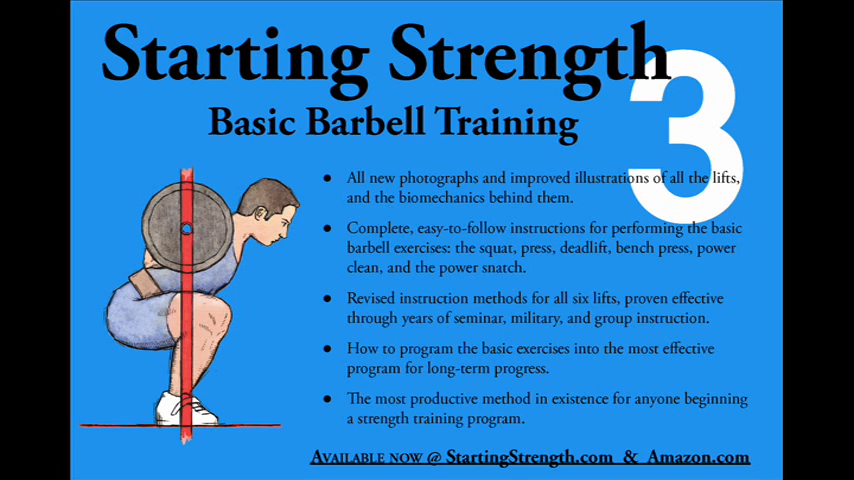 Starting Strength
3
Basic Barbell Training
● All new photographs and improved illustrations of all the lifts,
and the biomechanics behind them.
● Complete, easy-to-follow instructions for performing the basic
barbell exercises: the squat, press, deadlift, bench press, power
clean, and the power snatch.
● Revised instruction methods for all six lifts, proven effective
through years of seminar, military, and group instruction.
● How to program the basic exercises into the most effective
program for long-term progress.
● The most productive method in existence for anyone beginning
a strength training program.
Available now @ StartingStrength.com & Amazon.com